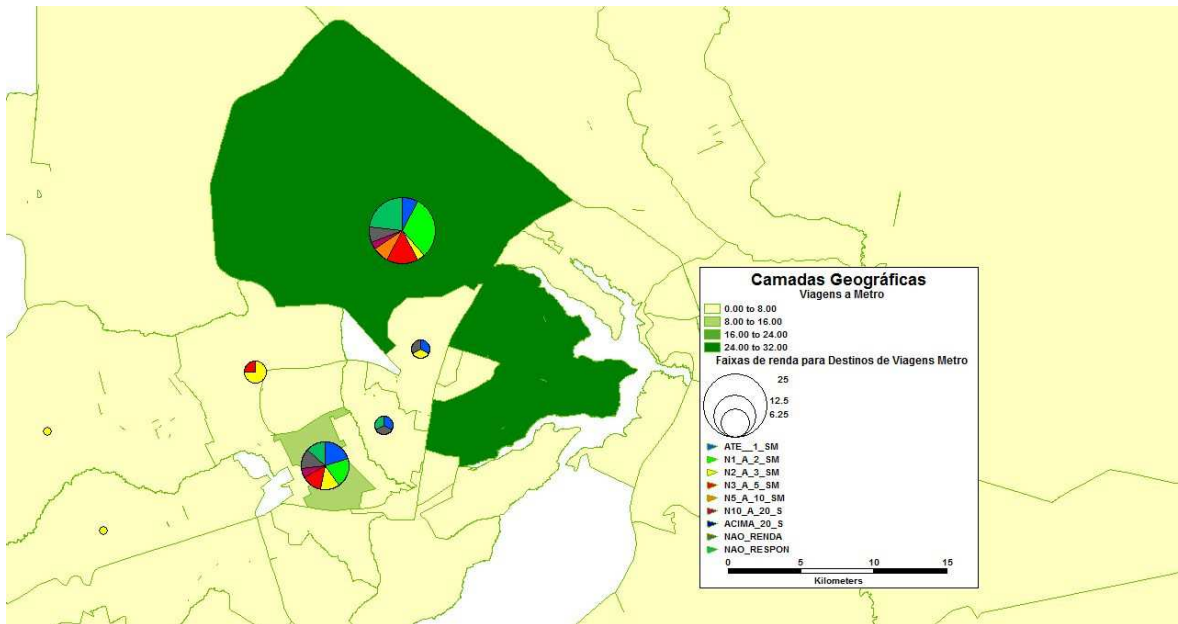 Camadas Geográficas
Viagens a Metro
0.00 to 8.00
8.00 to 16.00
16.00 to 24.00
24.00 to 32.00
Faixas de renda para Destinos de Viagens Metro
25
12.5
6.25
ATE__1_SM
N1_A_2_SM
N2_A_3_SM
N3_A_5_SM
N5_A_10_SM
N10_A_20_S
ACIMA_20_S
NAO_RENDA
NAO_RESPON
0 5 10 15
Kilometers